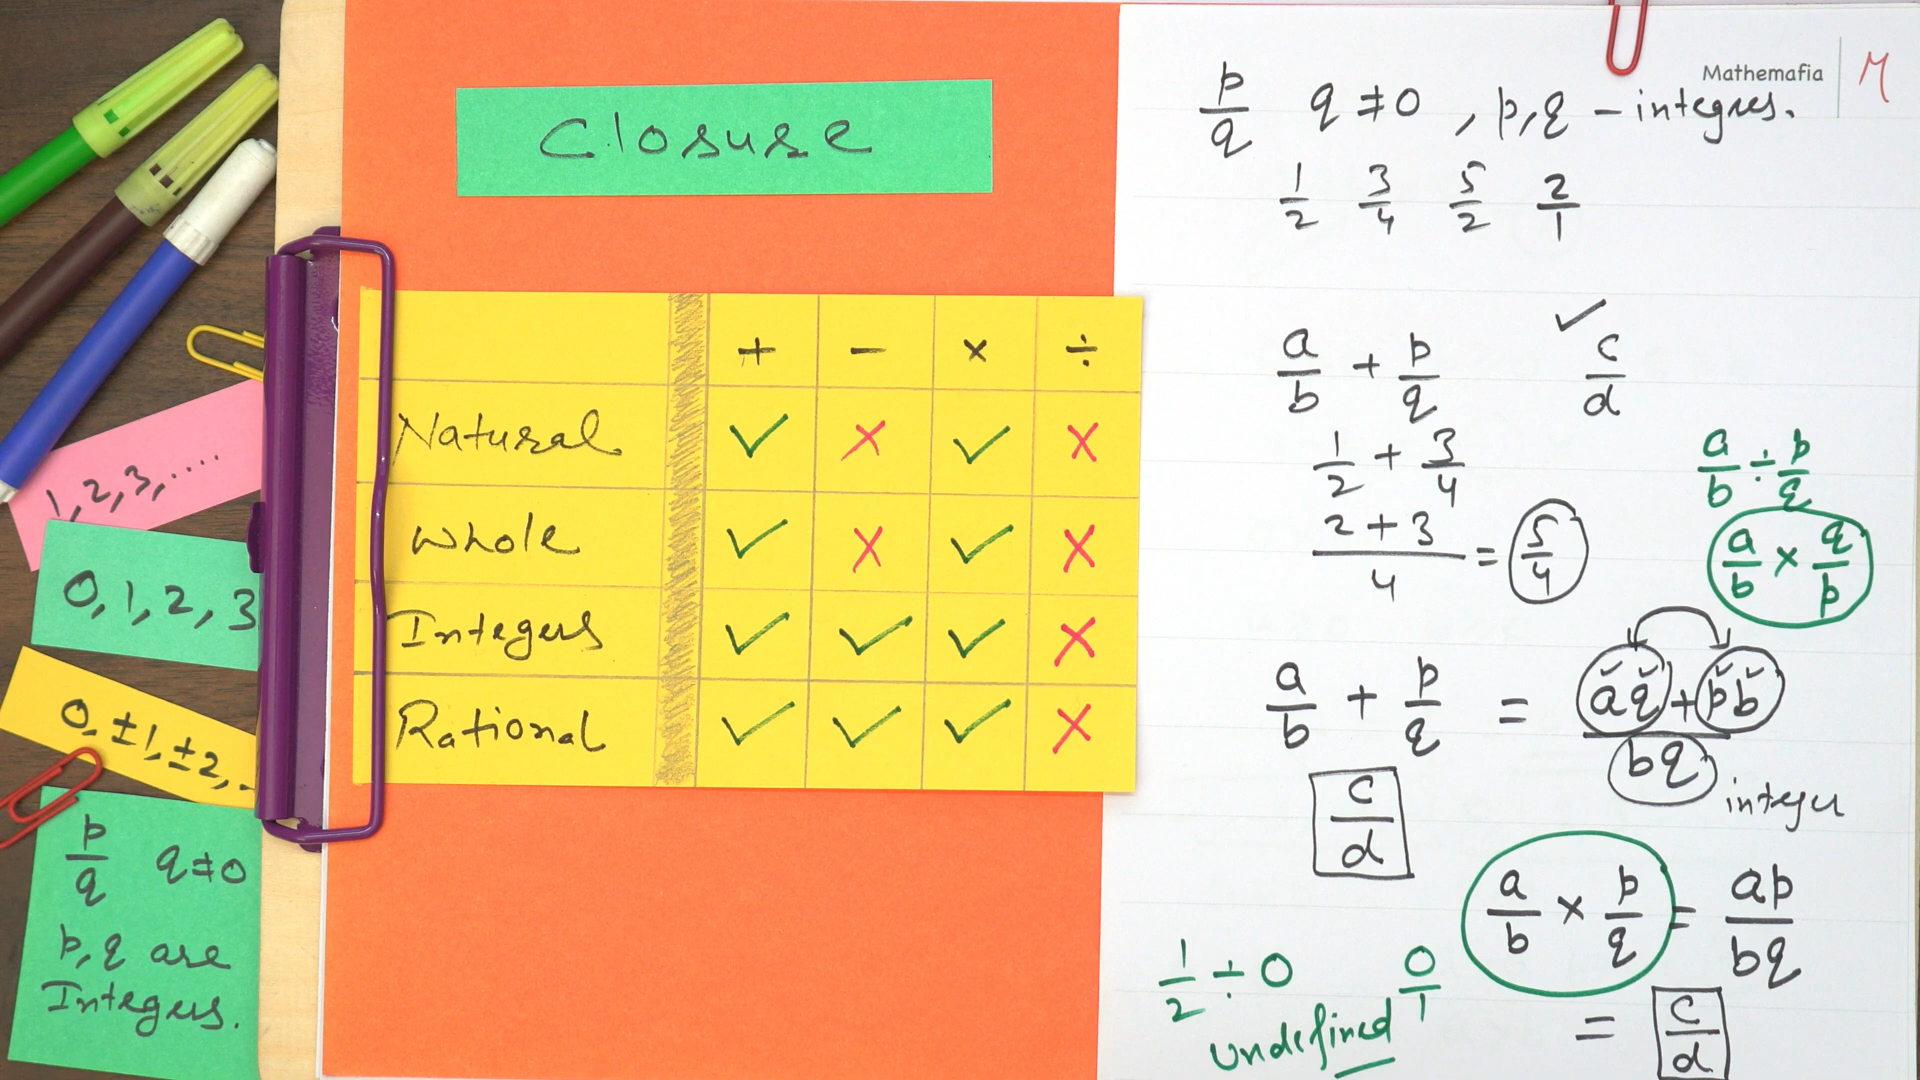 Closure
+ − × ÷
Natural ✓ ✗ ✓ ✗
Whole ✓ ✗ ✓ ✗
Integers ✓ ✓ ✓ ✗
Rational ✓ ✓ ✓ ✗
1, 2, 3, ....
0, 1, 2, 3
0, ±1, ±2, .
p/q q≠0
p, q are
Integers.
Mathemafia | M
p/q q≠0, p,q – integres.
1/2 3/4 5/2 2/1
a/b + p/q ✓ c/d
1/2 + 3/4
(2+3)/4 = 5/4
a/b ÷ p/q
a/b × q/p
a/b + p/q = (aq + pb)/bq
integer
c/d
a/b × p/q = ap/bq
= c/d
1/2 ÷ 0 0/1
undefined